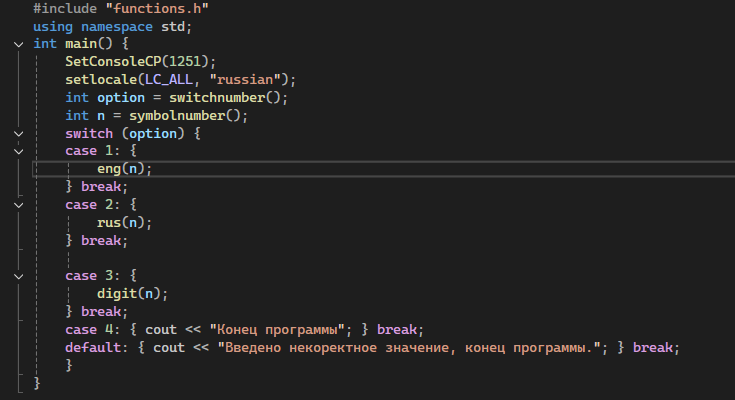 #include "functions.h"
using namespace std;
int main() {
SetConsoleCP(1251);
setlocale(LC_ALL, "russian");
int option = switchnumber();
int n = symbolnumber();
switch (option) {
case 1: {
eng(n);
} break;
case 2: {
rus(n);
} break;
case 3: {
digit(n);
} break;
case 4: { cout << "Конец программы"; } break;
default: { cout << "Введено некоректное значение, конец программы."; } break;
}
}